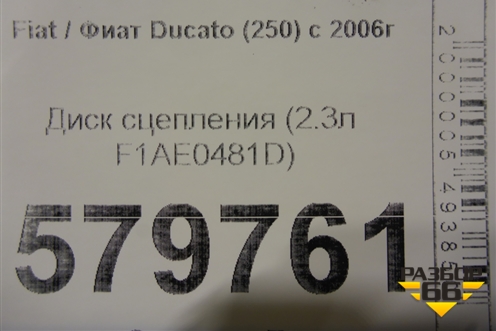 Fiat / Фиат Ducato (250) с 2006г
Диск сцепления (2.3л
F1AE0481D)
579761
РАЗБОР
66